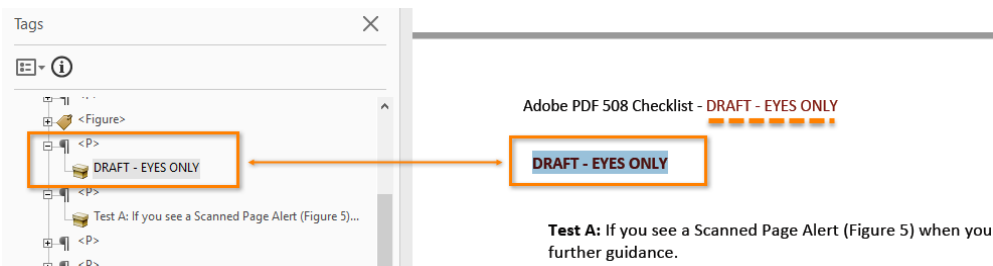 Tags
<Figure>
<P>
DRAFT - EYES ONLY
<P>
Test A: If you see a Scanned Page Alert (Figure 5)...
<P>
<P>
Adobe PDF 508 Checklist - DRAFT - EYES ONLY
DRAFT - EYES ONLY
Test A: If you see a Scanned Page Alert (Figure 5) when you
further guidance.